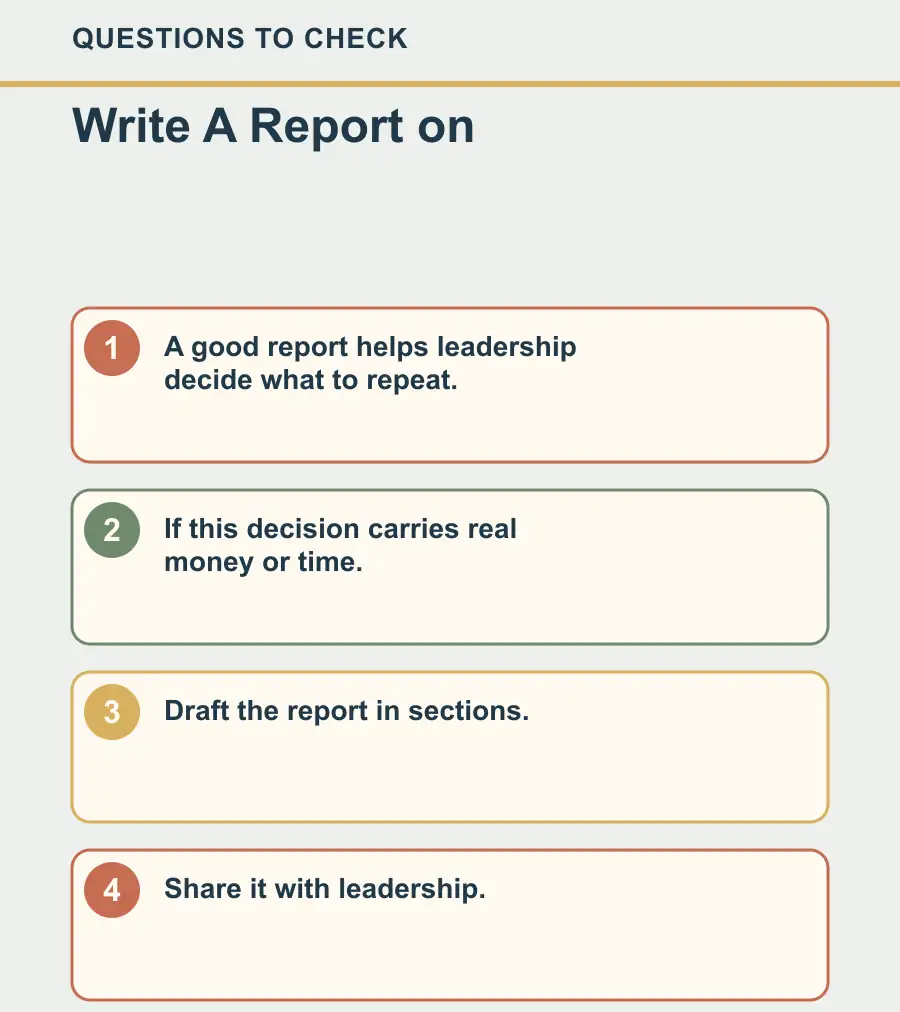 QUESTIONS TO CHECK
Write A Report on
1
A good report helps leadership
decide what to repeat.
2
If this decision carries real
money or time.
3
Draft the report in sections.
4
Share it with leadership.